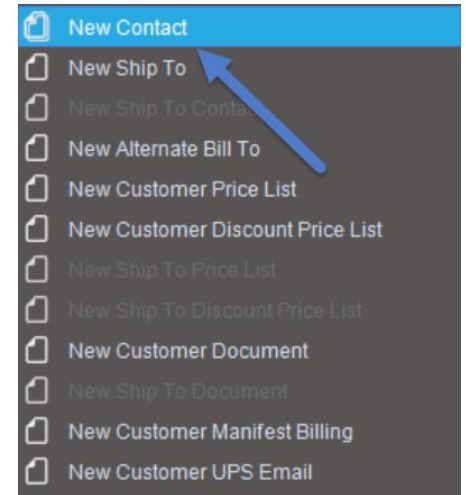 New Contact
New Ship To
New Ship To Contact
New Alternate Bill To
New Customer Price List
New Customer Discount Price List
New Ship To Price List
New Ship To Discount Price List
New Customer Document
New Ship To Document
New Customer Manifest Billing
New Customer UPS Email